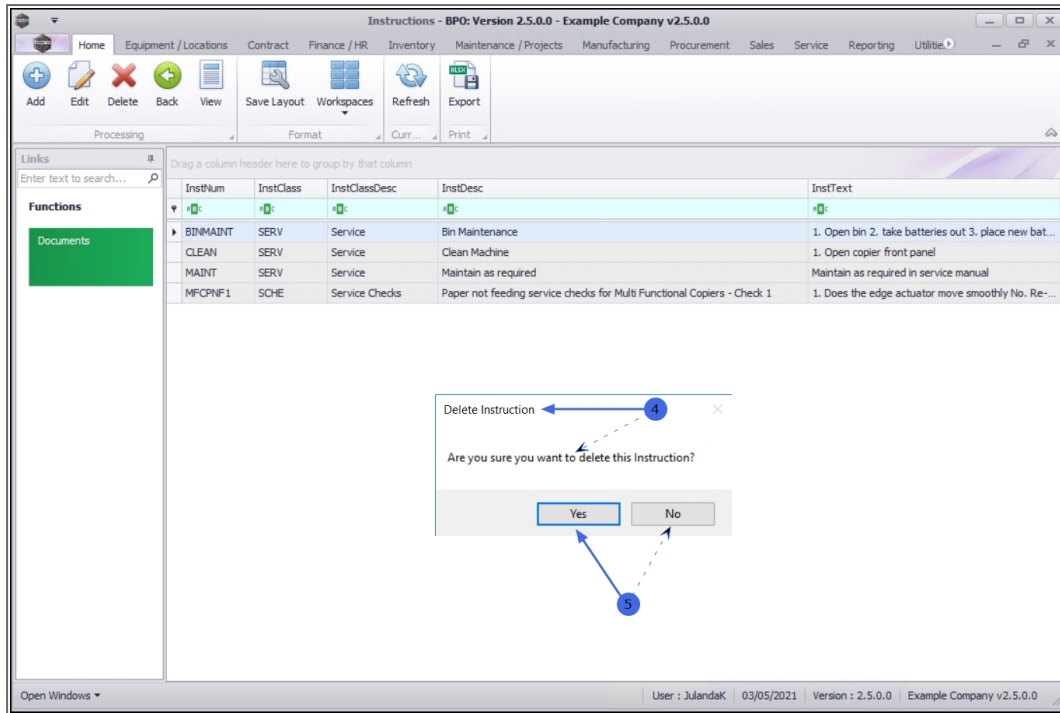 Instructions - BPO: Version 2.5.0.0 - Example Company v2.5.0.0
Home Equipment / Locations Contract Finance / HR Inventory Maintenance / Projects Manufacturing Procurement Sales Service Reporting Utilitie
Add Edit Delete Back View Save Layout Workspaces Refresh Export
Processing Format Curr... Print
Links
Enter text to search...
Functions
Documents
Drag a column header here to group by that column
InstNum InstClass InstClassDesc InstDesc InstText
BINMAINT SERV Service Bin Maintenance 1. Open bin 2. take batteries out 3. place new bat...
CLEAN SERV Service Clean Machine 1. Open copier front panel
MAINT SERV Service Maintain as required Maintain as required in service manual
MFCPNF1 SCHE Service Checks Paper not feeding service checks for Multi Functional Copiers - Check 1 1. Does the edge actuator move smoothly No. Re-...
Delete Instruction 4
Are you sure you want to delete this Instruction?
Yes No
5
Open Windows User : JulandaK 03/05/2021 Version : 2.5.0.0 Example Company v2.5.0.0